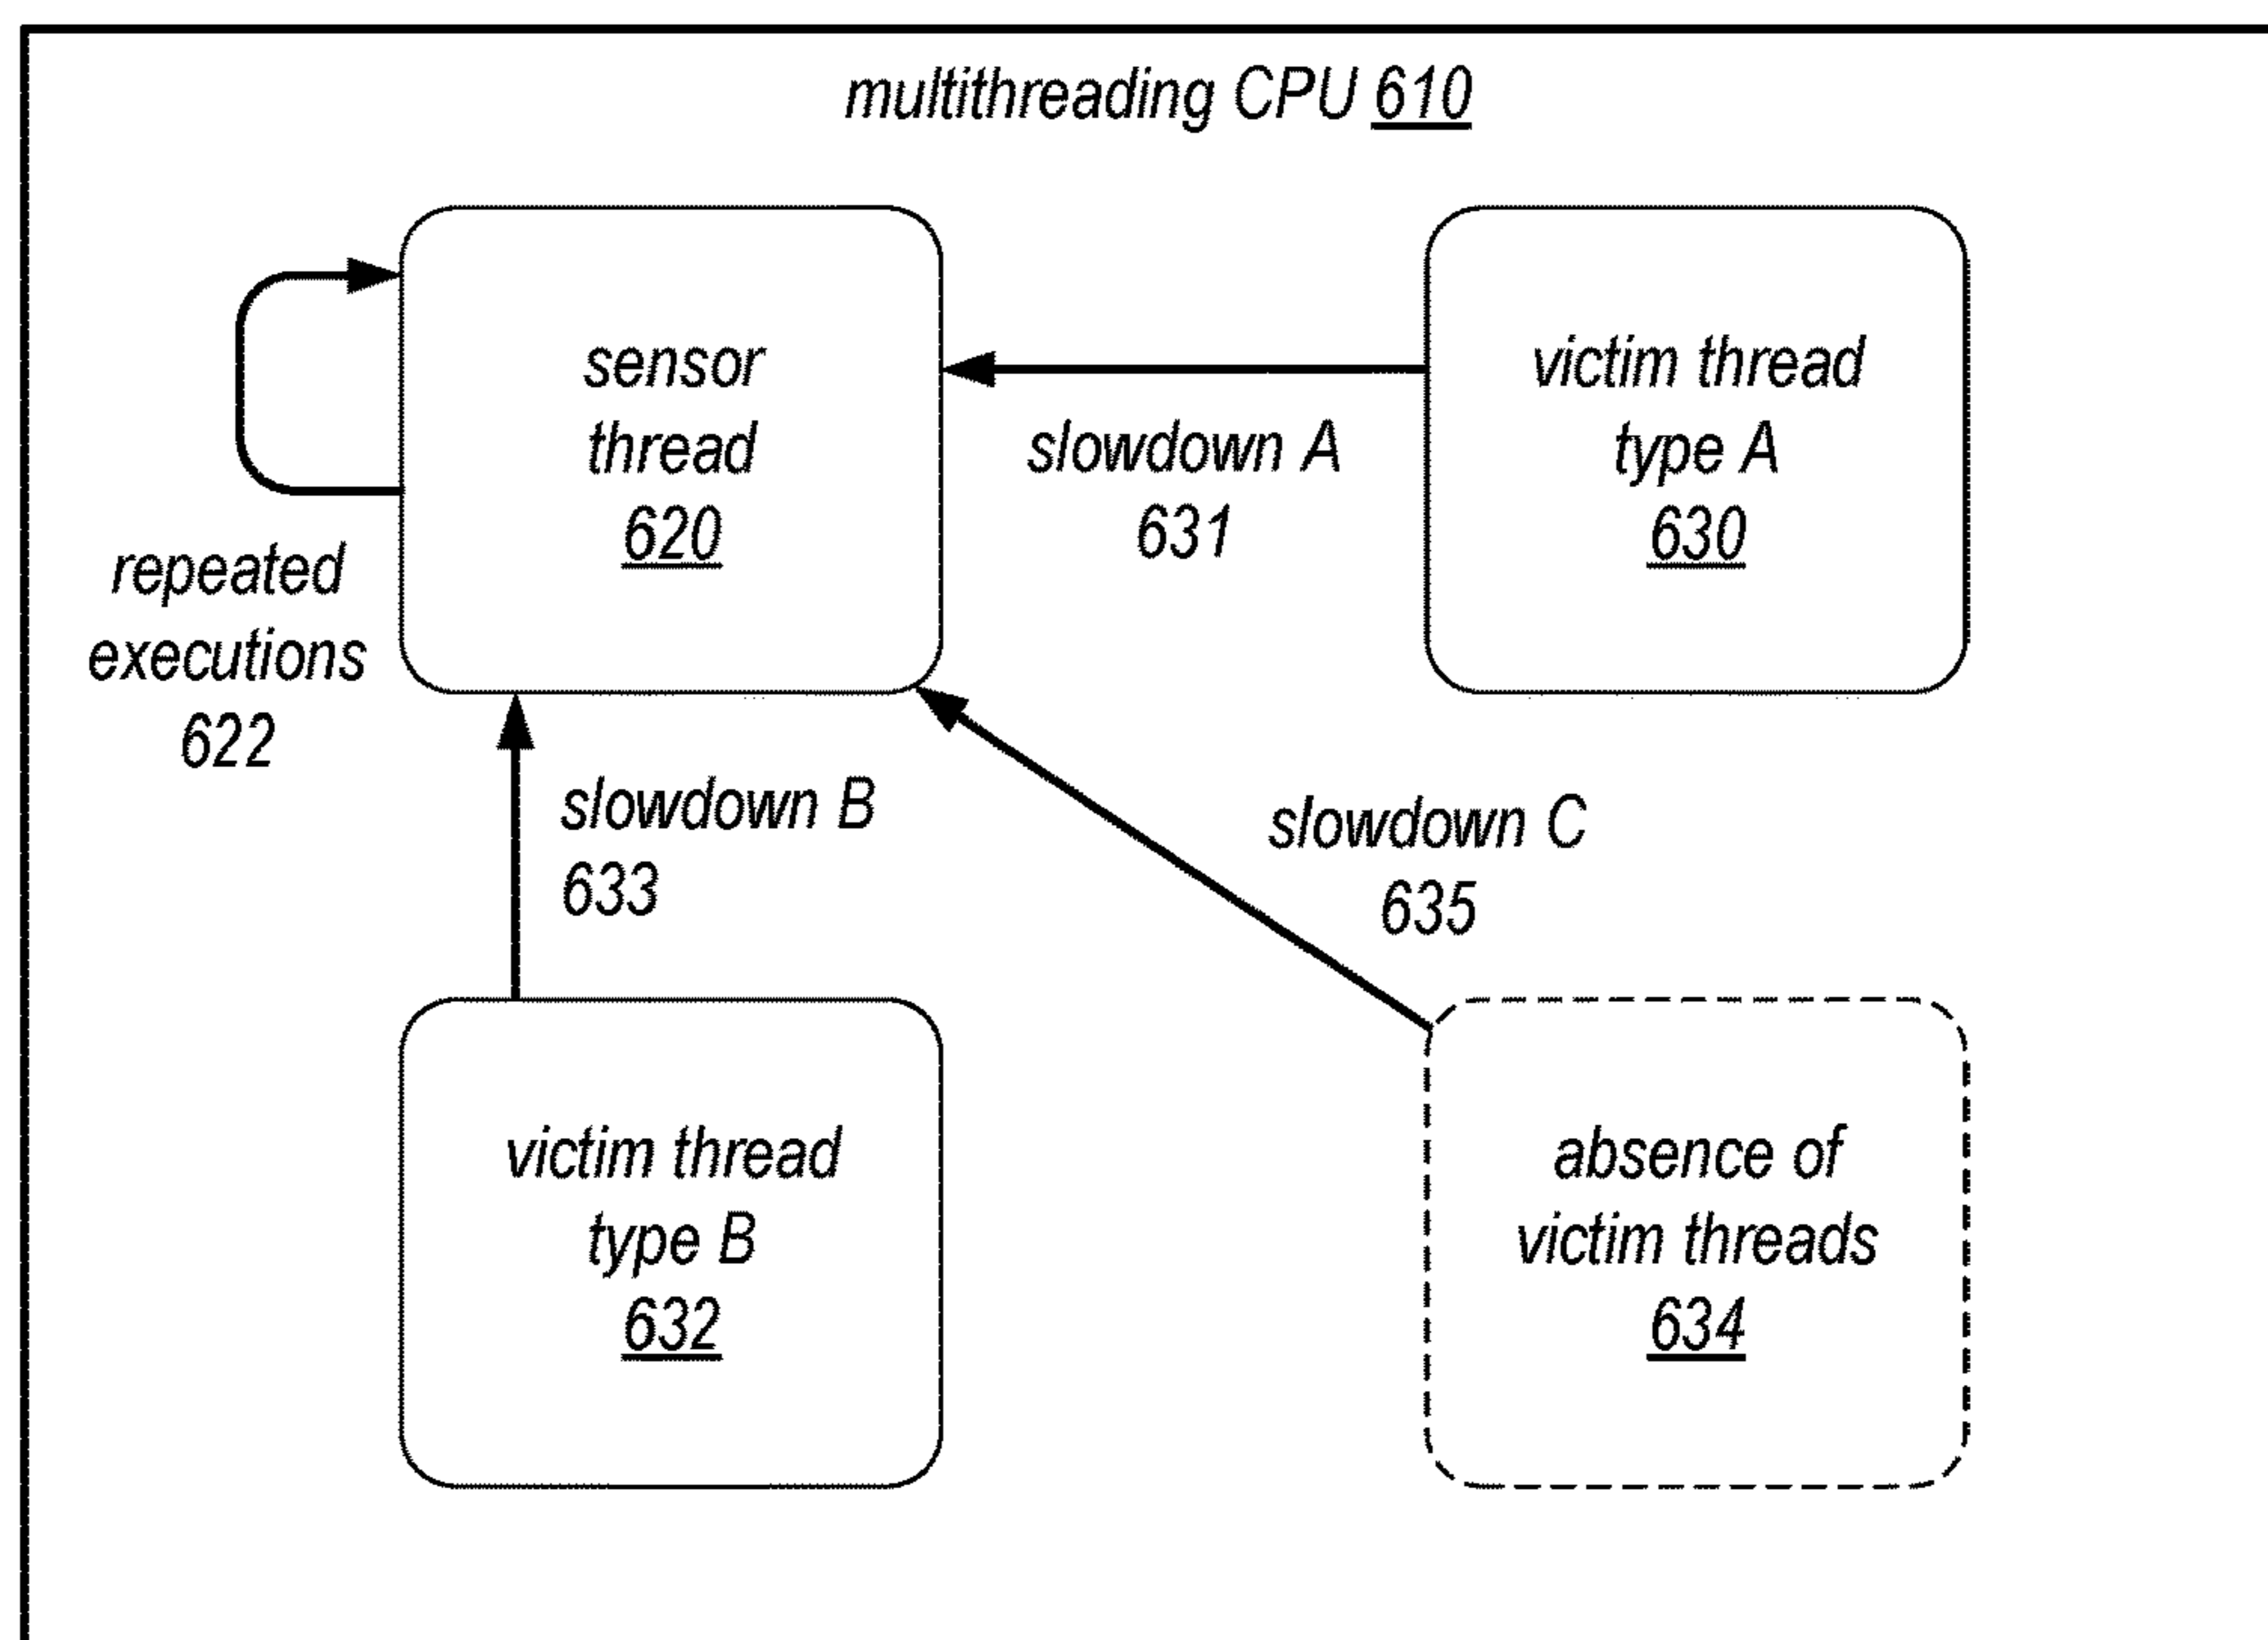 multithreading CPU 610
sensor
thread
620
slowdown A
631
victim thread
type A
630
repeated
executions
622
slowdown B
633
slowdown C
635
victim thread
type B
632
absence of
victim threads
634